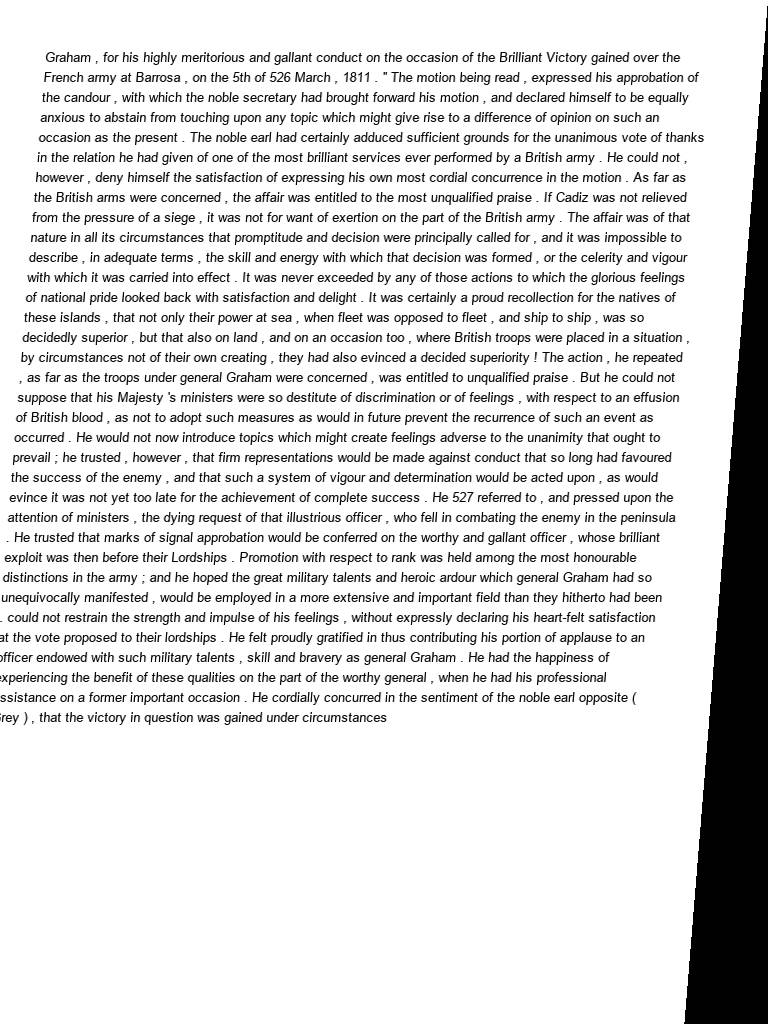 Graham , for his highly meritorious and gallant conduct on the occasion of the Brilliant Victory gained over the
French army at Barrosa , on the 5th of 526 March , 1811 . " The motion being read , expressed his approbation of
the candour , with which the noble secretary had brought forward his motion , and declared himself to be equally
anxious to abstain from touching upon any topic which might give rise to a difference of opinion on such an
occasion as the present . The noble earl had certainly adduced sufficient grounds for the unanimous vote of thanks
in the relation he had given of one of the most brilliant services ever performed by a British army . He could not ,
however , deny himself the satisfaction of expressing his own most cordial concurrence in the motion . As far as
the British arms were concerned , the affair was entitled to the most unqualified praise . If Cadiz was not relieved
from the pressure of a siege , it was not for want of exertion on the part of the British army . The affair was of that
nature in all its circumstances that promptitude and decision were principally called for , and it was impossible to
describe , in adequate terms , the skill and energy with which that decision was formed , or the celerity and vigour
with which it was carried into effect . It was never exceeded by any of those actions to which the glorious feelings
of national pride looked back with satisfaction and delight . It was certainly a proud recollection for the natives of
these islands , that not only their power at sea , when fleet was opposed to fleet , and ship to ship , was so
decidedly superior , but that also on land , and on an occasion too , where British troops were placed in a situation ,
by circumstances not of their own creating , they had also evinced a decided superiority ! The action , he repeated
, as far as the troops under general Graham were concerned , was entitled to unqualified praise . But he could not
suppose that his Majesty 's ministers were so destitute of discrimination or of feelings , with respect to an effusion
of British blood , as not to adopt such measures as would in future prevent the recurrence of such an event as
occurred . He would not now introduce topics which might create feelings adverse to the unanimity that ought to
prevail ; he trusted , however , that firm representations would be made against conduct that so long had favoured
the success of the enemy , and that such a system of vigour and determination would be acted upon , as would
evince it was not yet too late for the achievement of complete success . He 527 referred to , and pressed upon the
attention of ministers , the dying request of that illustrious officer , who fell in combating the enemy in the peninsula
. He trusted that marks of signal approbation would be conferred on the worthy and gallant officer , whose brilliant
exploit was then before their Lordships . Promotion with respect to rank was held among the most honourable
distinctions in the army ; and he hoped the great military talents and heroic ardour which general Graham had so
unequivocally manifested , would be employed in a more extensive and important field than they hitherto had been
. could not restrain the strength and impulse of his feelings , without expressly declaring his heart-felt satisfaction
at the vote proposed to their lordships . He felt proudly gratified in thus contributing his portion of applause to an
officer endowed with such military talents , skill and bravery as general Graham . He had the happiness of
experiencing the benefit of these qualities on the part of the worthy general , when he had his professional
ssistance on a former important occasion . He cordially concurred in the sentiment of the noble earl opposite (
rey ) , that the victory in question was gained under circumstances